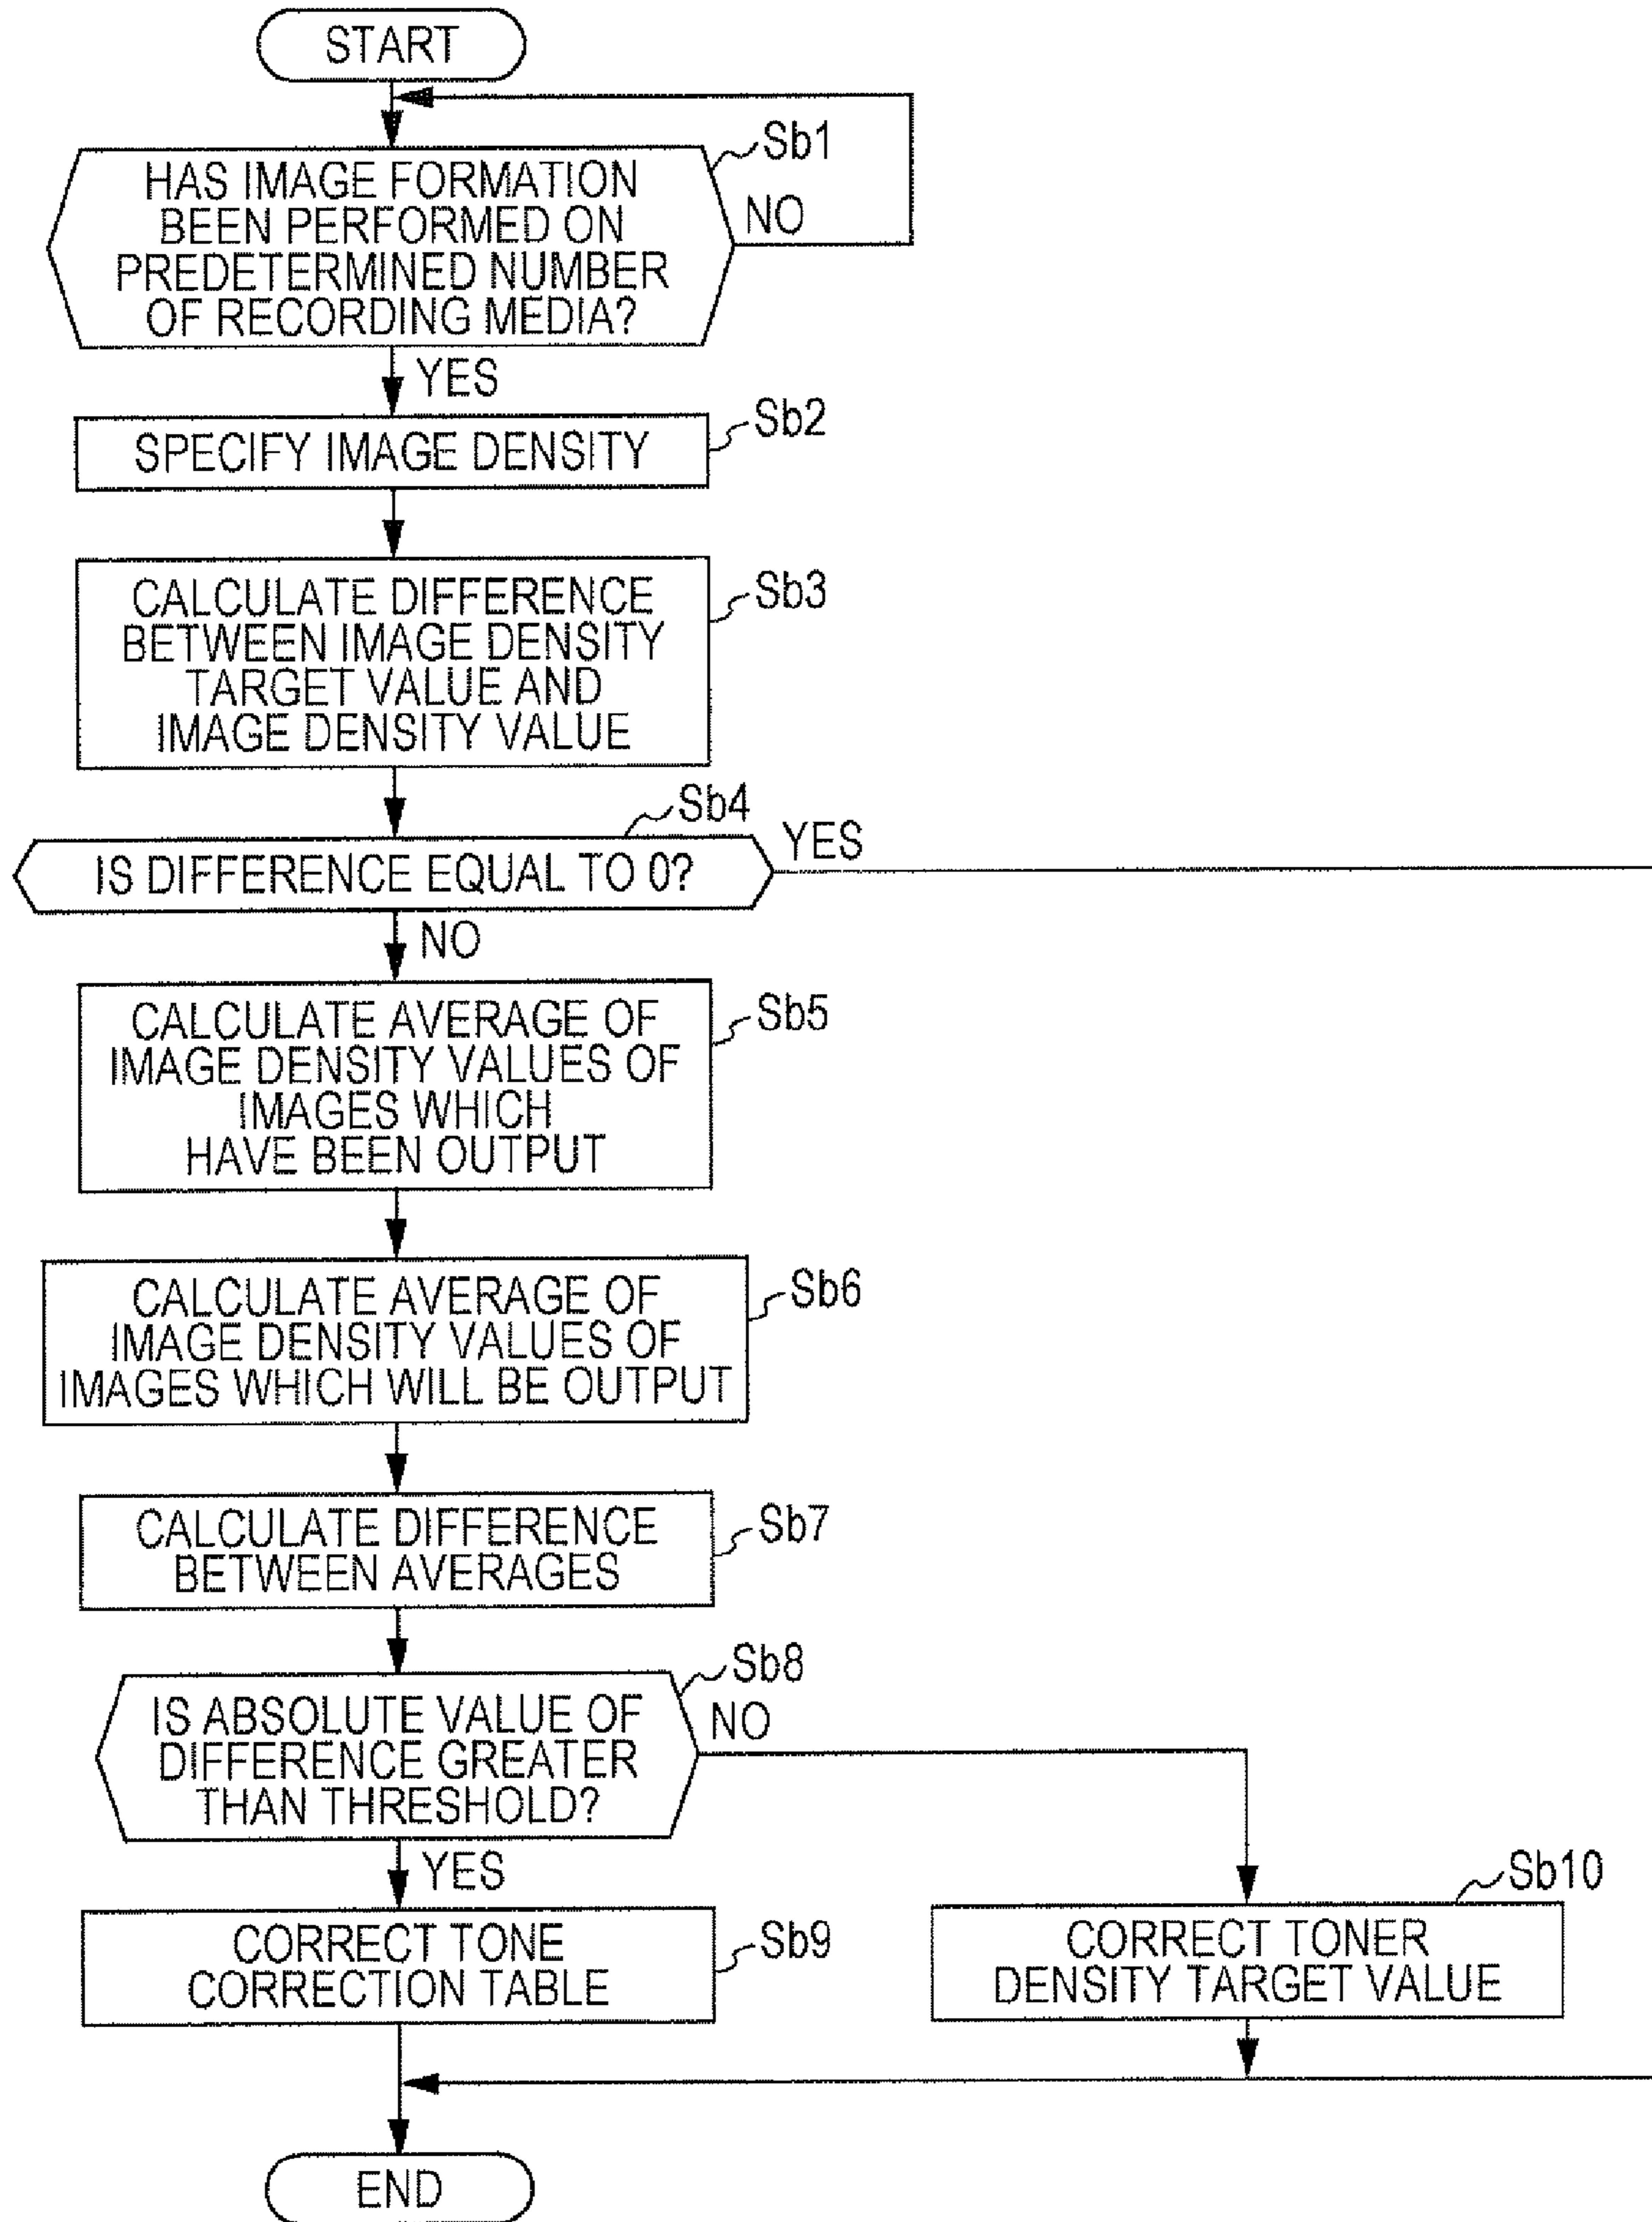 START
Sb1
HAS IMAGE FORMATION
BEEN PERFORMED ON
PREDETERMINED NUMBER
OF RECORDING MEDIA?
NO
YES
Sb2
SPECIFY IMAGE DENSITY
Sb3
CALCULATE DIFFERENCE
BETWEEN IMAGE DENSITY
TARGET VALUE AND
IMAGE DENSITY VALUE
Sb4
IS DIFFERENCE EQUAL TO 0?
YES
NO
Sb5
CALCULATE AVERAGE OF
IMAGE DENSITY VALUES OF
IMAGES WHICH
HAVE BEEN OUTPUT
Sb6
CALCULATE AVERAGE OF
IMAGE DENSITY VALUES OF
IMAGES WHICH WILL BE OUTPUT
Sb7
CALCULATE DIFFERENCE
BETWEEN AVERAGES
Sb8
IS ABSOLUTE VALUE OF
DIFFERENCE GREATER
THAN THRESHOLD?
NO
YES
Sb9
CORRECT TONE
CORRECTION TABLE
Sb10
CORRECT TONER
DENSITY TARGET VALUE
END